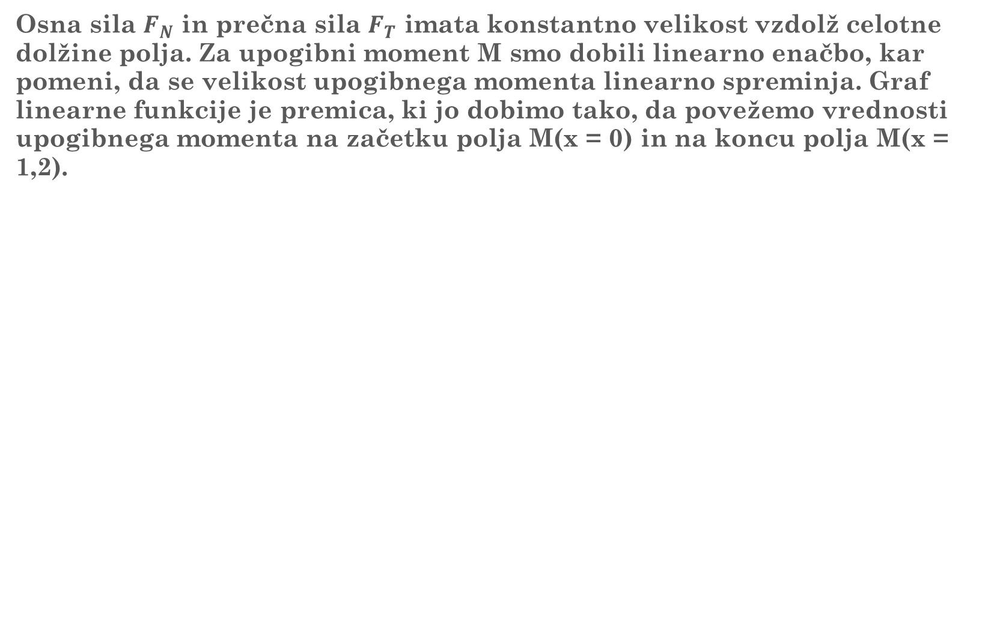 Osna sila F_N in prečna sila F_T imata konstantno velikost vzdolž celotne
dolžine polja. Za upogibni moment M smo dobili linearno enačbo, kar
pomeni, da se velikost upogibnega momenta linearno spreminja. Graf
linearne funkcije je premica, ki jo dobimo tako, da povežemo vrednosti
upogibnega momenta na začetku polja M(x = 0) in na koncu polja M(x =
1,2).